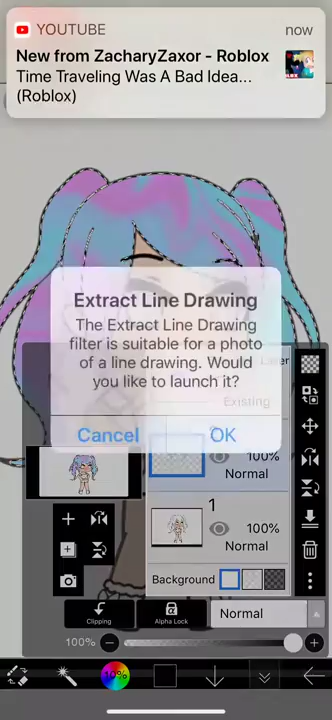 YOUTUBE
now
New from ZacharyZaxor - Roblox
Time Traveling Was A Bad Idea...
(Roblox)
Extract Line Drawing
The Extract Line Drawing
filter is suitable for a photo
of a line drawing. Would
you like to launch it?
Cancel
OK
Layer
Existing
100%
Normal
1
100%
Normal
Background
Clipping
Alpha Lock
Normal
100%